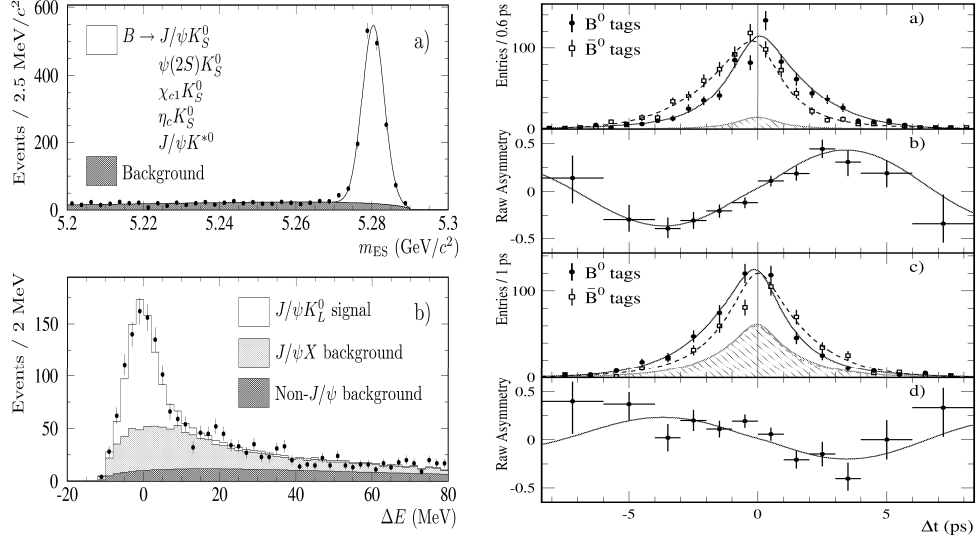 Events / 2.5 MeV/c²
600
400
200
0
B → J/ψK⁰_S
ψ(2S)K⁰_S
χ_c1K⁰_S
η_cK⁰_S
J/ψK*⁰
Background
a)
5.2
5.22
5.24
5.26
5.28
5.3
m_ES (GeV/c²)
Events / 2 MeV
150
100
50
0
J/ψK⁰_L signal
J/ψX background
Non-J/ψ background
b)
-20
0
20
40
60
80
ΔE (MeV)
Entries / 0.6 ps
100
0
B⁰ tags
B̄⁰ tags
a)
Raw Asymmetry
0.5
0
-0.5
b)
Entries / 1 ps
100
0
B⁰ tags
B̄⁰ tags
c)
Raw Asymmetry
0.5
0
-0.5
d)
-5
0
5
Δt (ps)